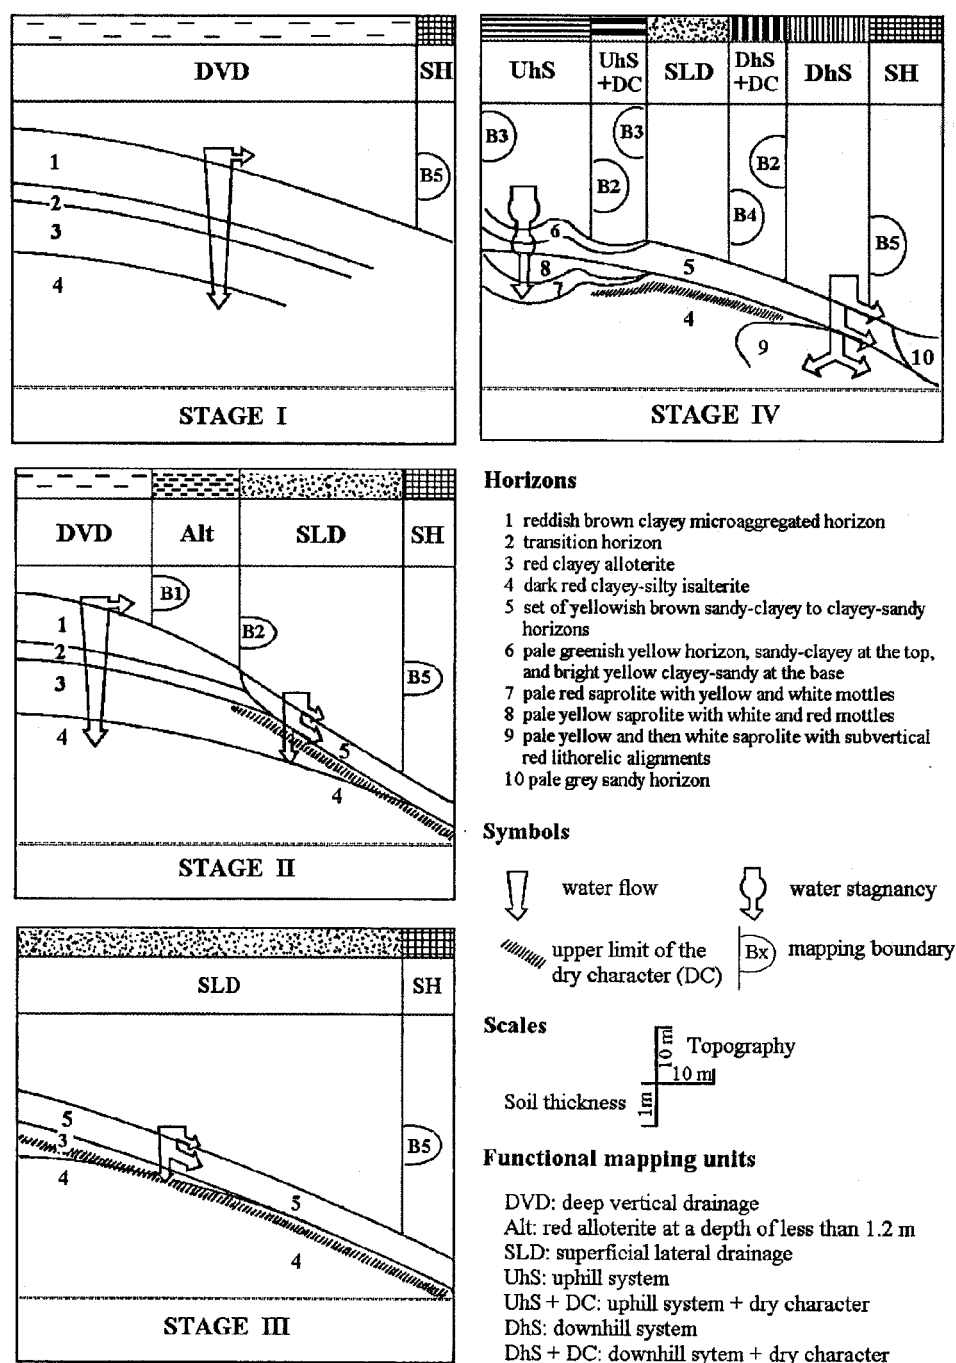 DVD
SH
1
2
3
4
B5
STAGE I
UhS
UhS
+DC
SLD
DhS
+DC
DhS
SH
B3
B3
B2
B2
B4
B5
6
5
8
7
4
9
10
STAGE IV
DVD
Alt
SLD
SH
B1
B2
B5
1
2
3
4
5
4
STAGE II
SLD
SH
B5
5
3
4
5
4
STAGE III
Horizons
1 reddish brown clayey microaggregated horizon
2 transition horizon
3 red clayey alloterite
4 dark red clayey-silty isalterite
5 set of yellowish brown sandy-clayey to clayey-sandy
horizons
6 pale greenish yellow horizon, sandy-clayey at the top,
and bright yellow clayey-sandy at the base
7 pale red saprolite with yellow and white mottles
8 pale yellow saprolite with white and red mottles
9 pale yellow and then white saprolite with subvertical
red lithorelic alignments
10 pale grey sandy horizon
Symbols
water flow
water stagnancy
upper limit of the
dry character (DC)
Bx
mapping boundary
Scales
10 m
Topography
10 m
Soil thickness
1m
Functional mapping units
DVD: deep vertical drainage
Alt: red alloterite at a depth of less than 1.2 m
SLD: superficial lateral drainage
UhS: uphill system
UhS + DC: uphill system + dry character
DhS: downhill system
DhS + DC: downhill sytem + dry character